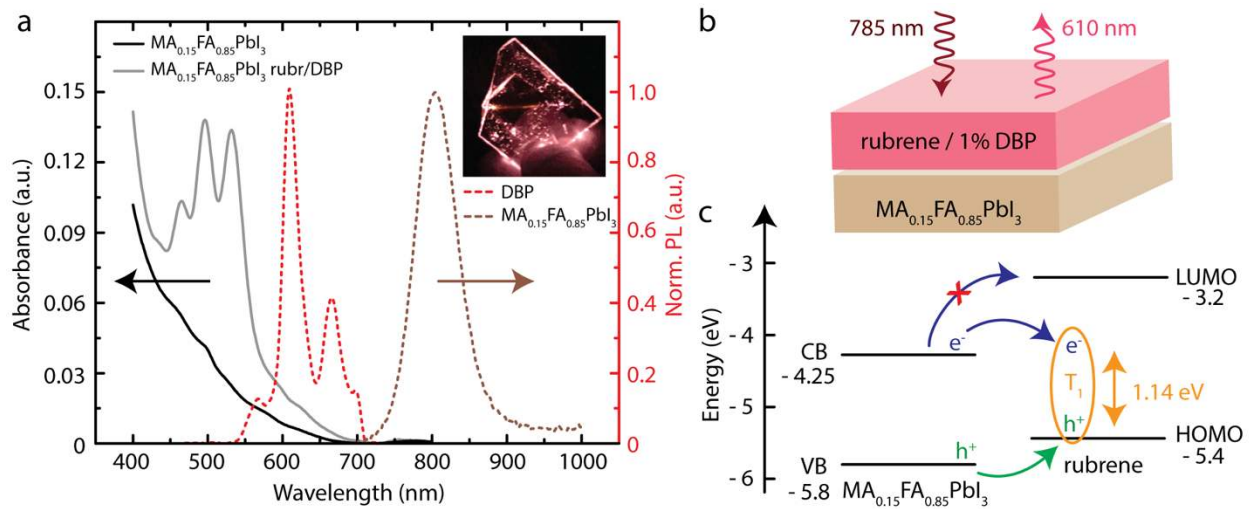 a
MA0.15FA0.85PbI3
MA0.15FA0.85PbI3 rubr/DBP
Absorbance (a.u.)
0.15
0.12
0.09
0.06
0.03
0
400 500 600 700 800 900 1000
Wavelength (nm)
1.0
0.8
0.6
0.4
0.2
0
Norm. PL (a.u.)
DBP
MA0.15FA0.85PbI3
b
785 nm
610 nm
rubrene / 1% DBP
MA0.15FA0.85PbI3
c
Energy (eV)
- 3
- 4
- 5
- 6
LUMO
- 3.2
CB
- 4.25
e-
e-
T1
h+
1.14 eV
HOMO
- 5.4
rubrene
h+
VB
- 5.8
MA0.15FA0.85PbI3